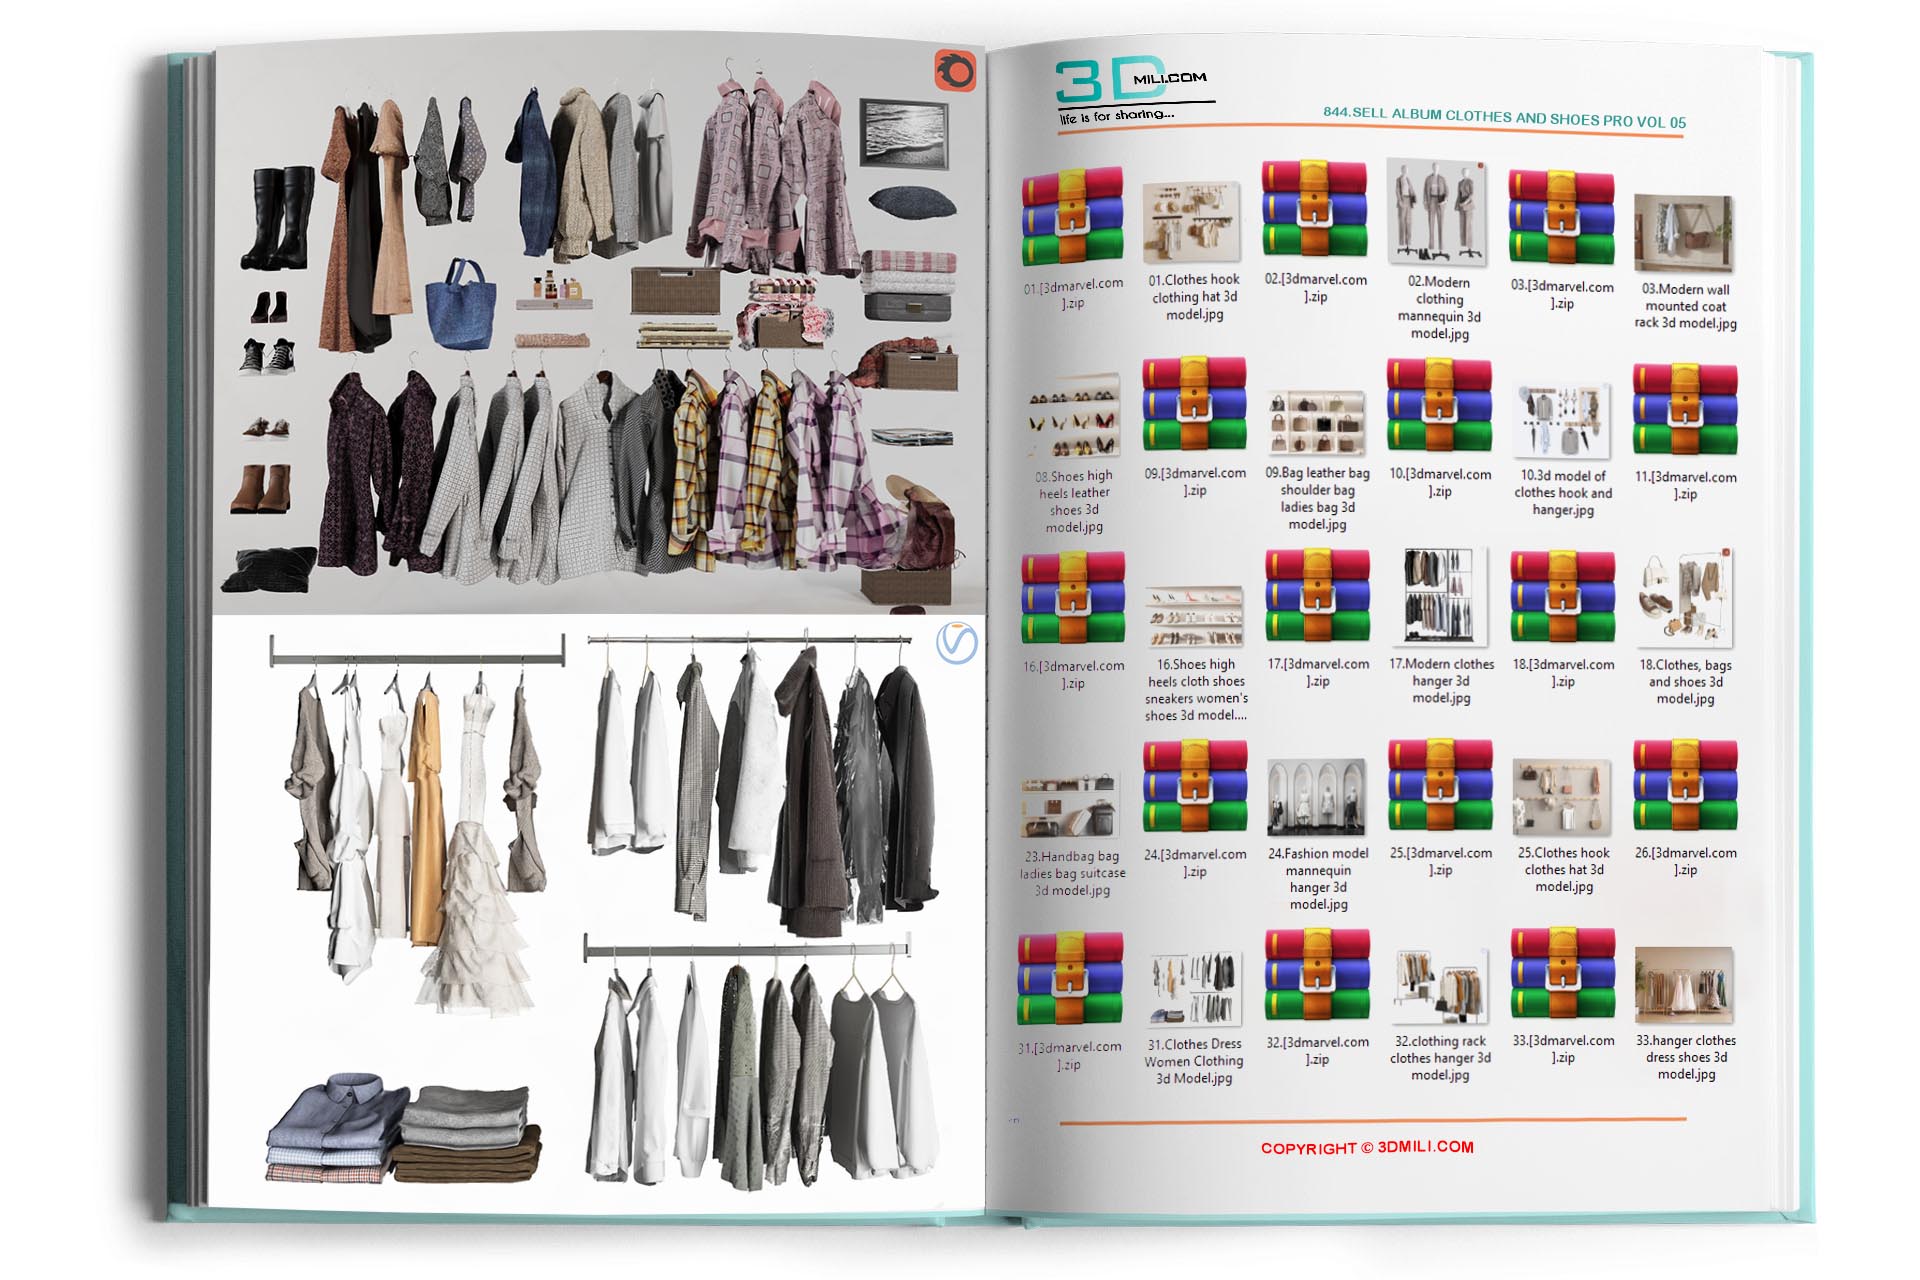 3D MILI.COM
life is for sharing...
844.SELL ALBUM CLOTHES AND SHOES PRO VOL 05
01.[3dmarvel.com
].zip
01.Clothes hook
clothing hat 3d
model.jpg
02.[3dmarvel.com
].zip
02.Modern
clothing
mannequin 3d
model.jpg
03.[3dmarvel.com
].zip
03.Modern wall
mounted coat
rack 3d model.jpg
08.Shoes high
heels leather
shoes 3d
model.jpg
09.[3dmarvel.com
].zip
09.Bag leather bag
shoulder bag
ladies bag 3d
model.jpg
10.[3dmarvel.com
].zip
10.3d model of
clothes hook and
hanger.jpg
11.[3dmarvel.com
].zip
16.[3dmarvel.com
].zip
16.Shoes high
heels cloth shoes
sneakers women's
shoes 3d model....
17.[3dmarvel.com
].zip
17.Modern clothes
hanger 3d
model.jpg
18.[3dmarvel.com
].zip
18.Clothes, bags
and shoes 3d
model.jpg
23.Handbag bag
ladies bag suitcase
3d model.jpg
24.[3dmarvel.com
].zip
24.Fashion model
mannequin
hanger 3d
model.jpg
25.[3dmarvel.com
].zip
25.Clothes hook
clothes hat 3d
model.jpg
26.[3dmarvel.com
].zip
31.[3dmarvel.com
].zip
31.Clothes Dress
Women Clothing
3d Model.jpg
32.[3dmarvel.com
].zip
32.clothing rack
clothes hanger 3d
model.jpg
33.[3dmarvel.com
].zip
33.hanger clothes
dress shoes 3d
model.jpg
COPYRIGHT © 3DMILI.COM